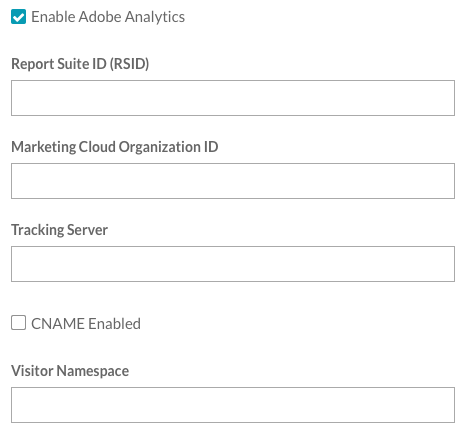 Enable Adobe Analytics
Report Suite ID (RSID)
Marketing Cloud Organization ID
Tracking Server
CNAME Enabled
Visitor Namespace